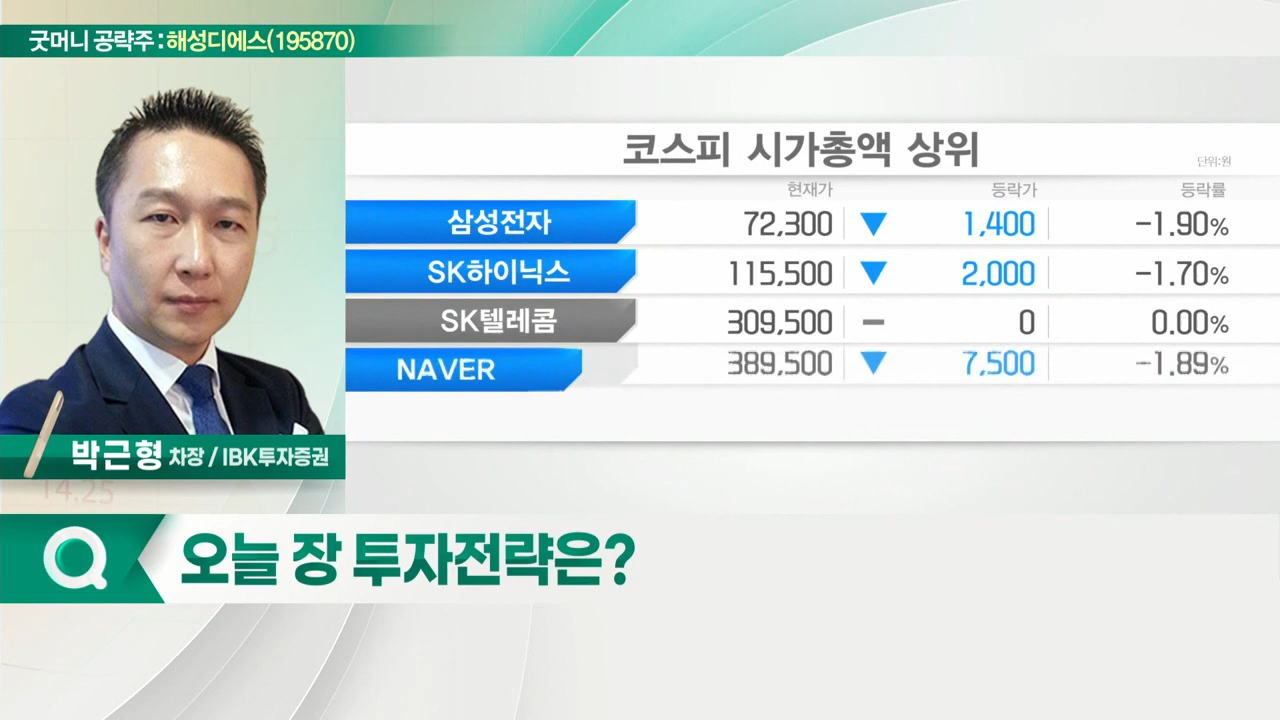 굿머니 공략주 : 해성디에스(195870)
코스피 시가총액 상위
단위:원
현재가 등락가 등락률
삼성전자 72,300 ▼ 1,400 -1.90%
SK하이닉스 115,500 ▼ 2,000 -1.70%
SK텔레콤 309,500 - 0 0.00%
NAVER 389,500 ▼ 7,500 -1.89%
박근형 차장 / IBK투자증권
14.25
오늘 장 투자전략은?